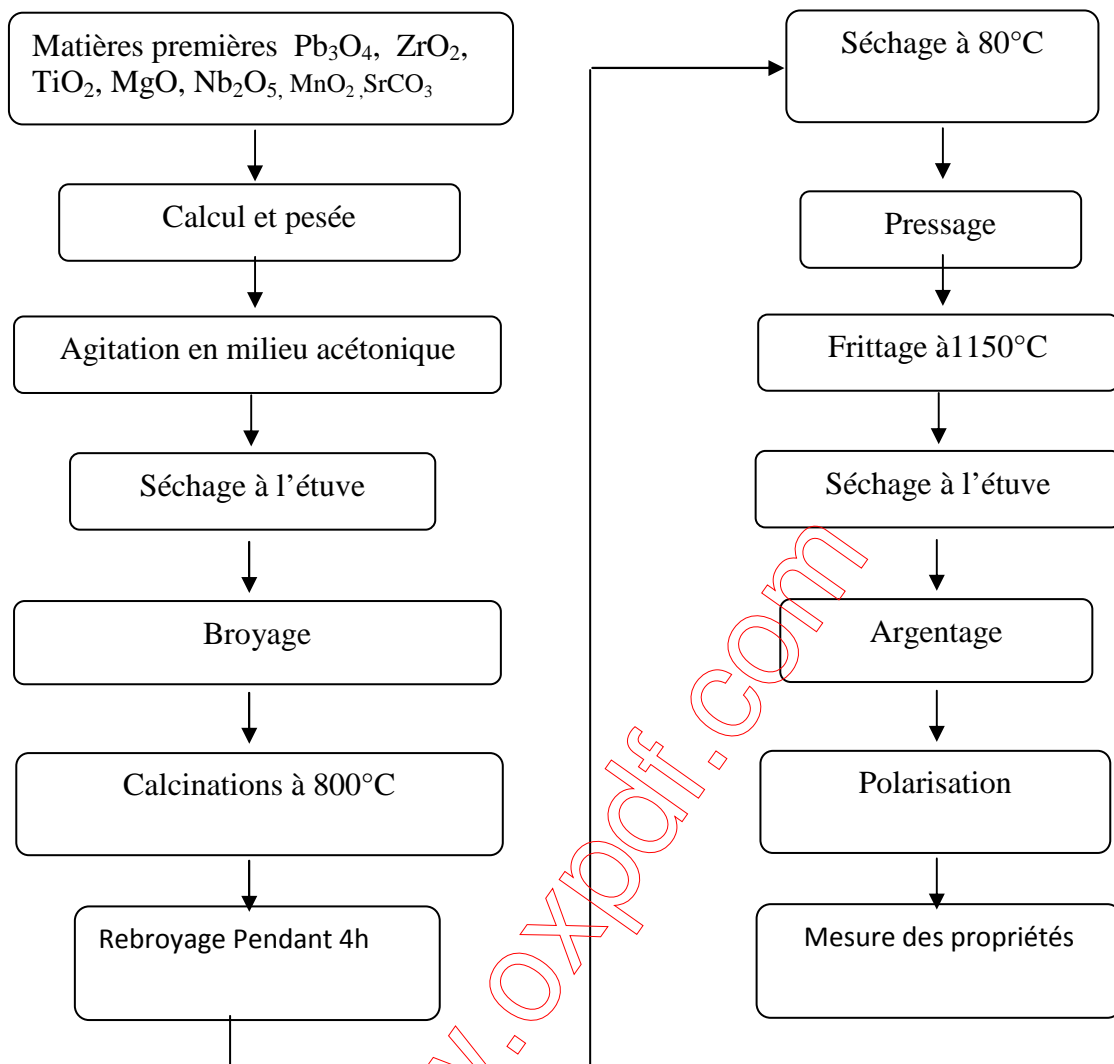 Matières premières Pb₃O₄, ZrO₂,
TiO₂, MgO, Nb₂O₅, MnO₂ ,SrCO₃
Calcul et pesée
Agitation en milieu acétonique
Séchage à l’étuve
Broyage
Calcinations à 800°C
Rebroyage Pendant 4h
Séchage à 80°C
Pressage
Frittage à1150°C
Séchage à l’étuve
Argentage
Polarisation
Mesure des propriétés
w.oxpdf.com